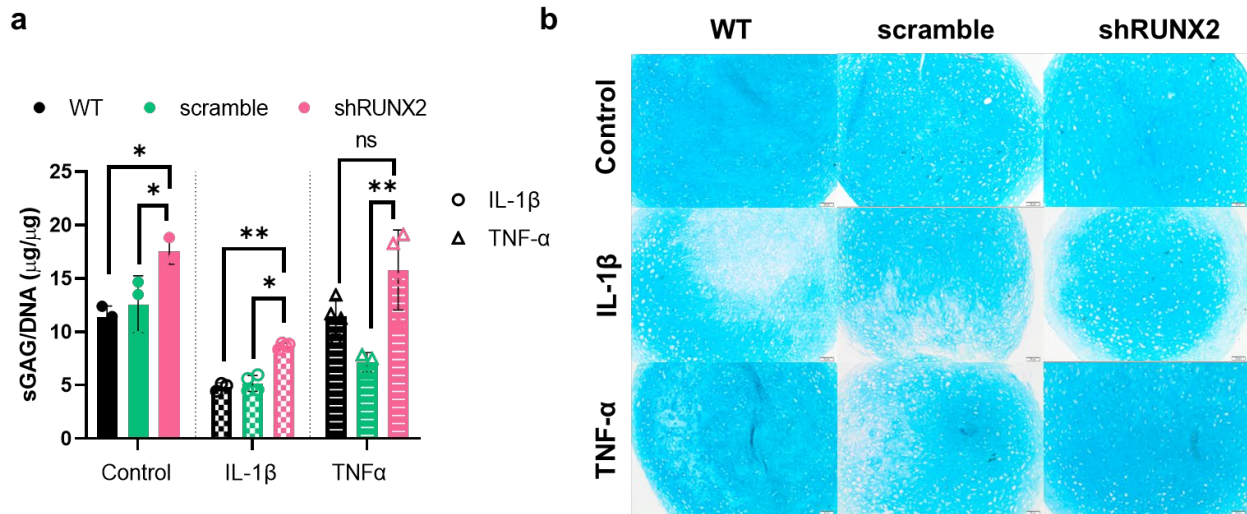 a
WT scramble shRUNX2
ns
* ** **
* * 
sGAG/DNA (μg/μg)
25
20
15
10
5
0
Control IL-1β TNFα
IL-1β
TNF-α
b
WT scramble shRUNX2
Control
IL-1β
TNF-α